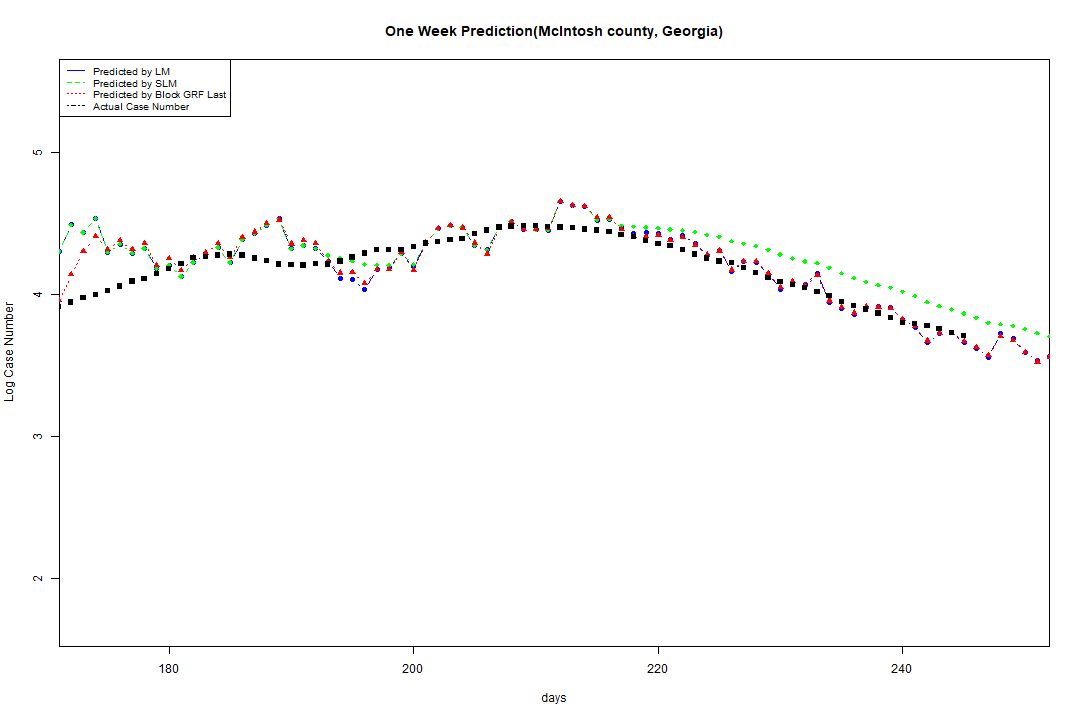 One Week Prediction(McIntosh county, Georgia)
Predicted by LM
Predicted by SLM
Predicted by Block GRF Last
Actual Case Number
5
4
3
2
Log Case Number
180 200 220 240
days